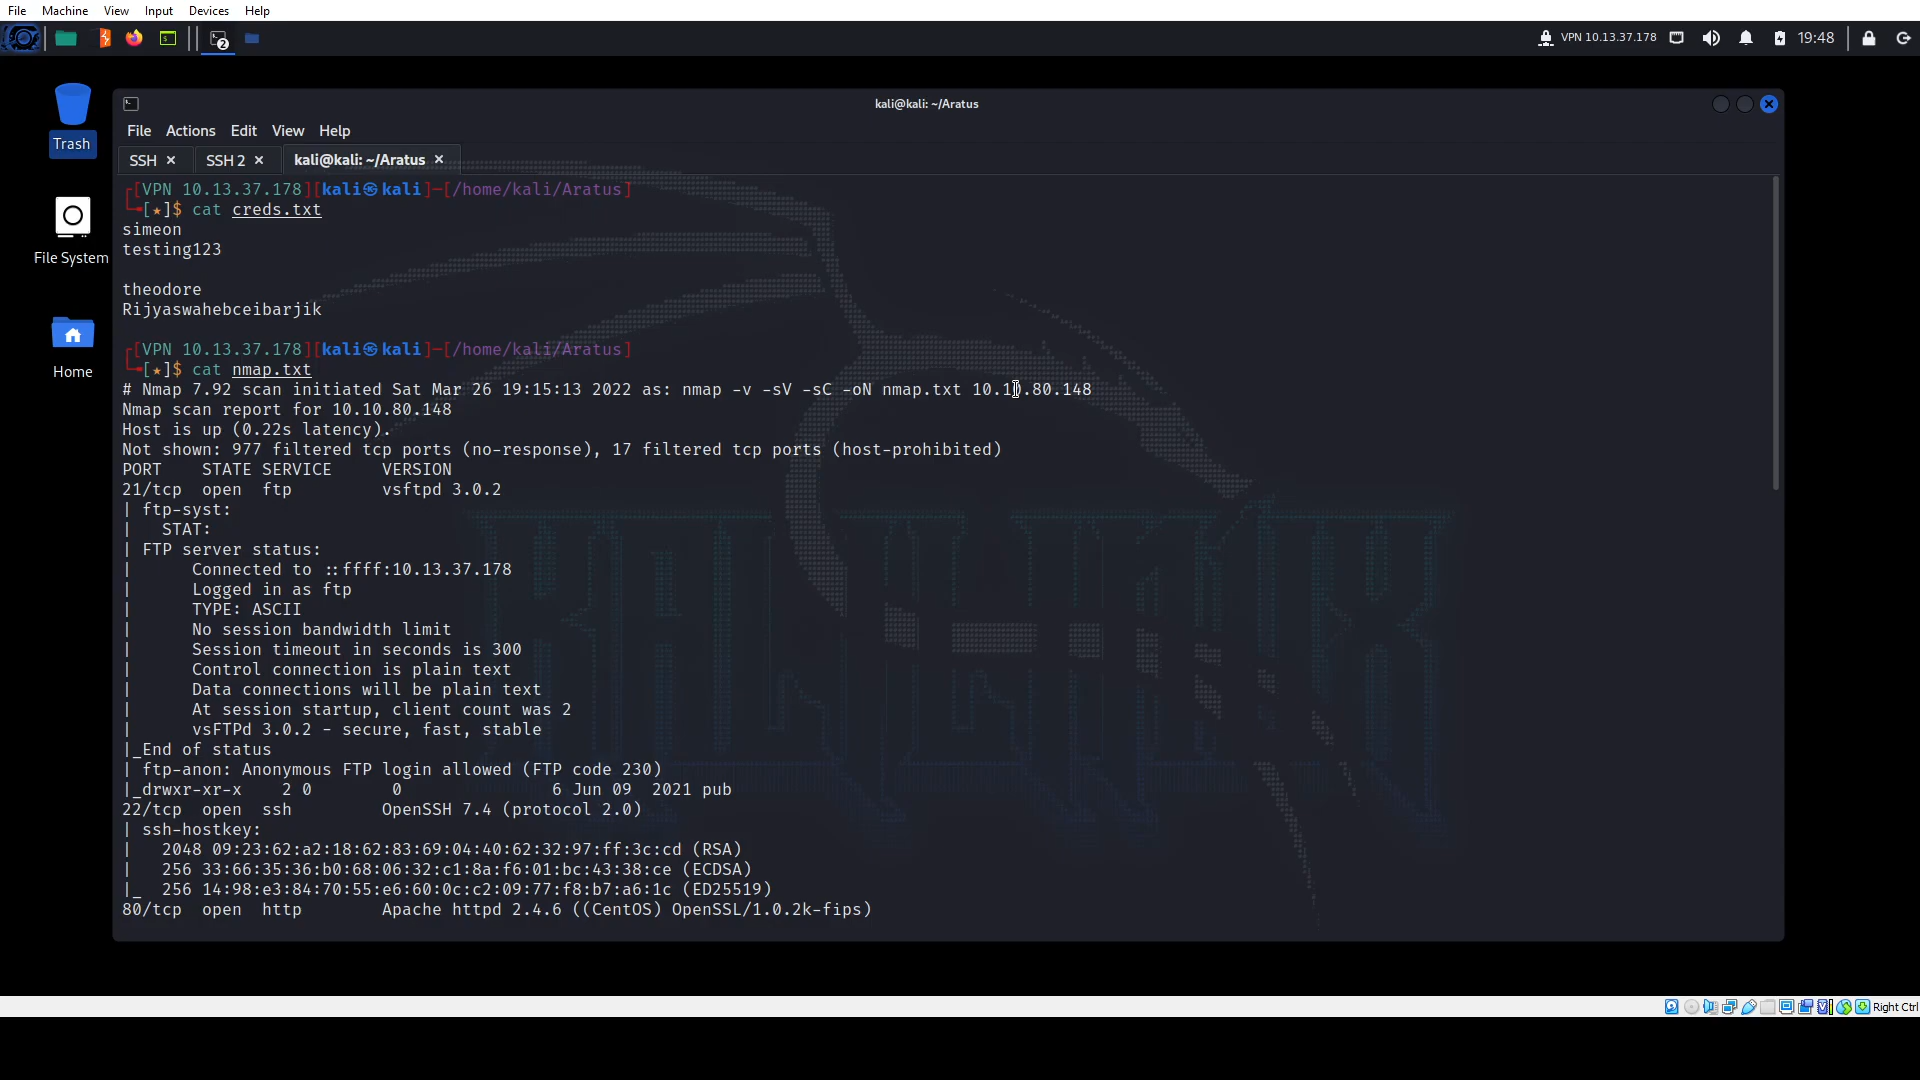 File Machine View Input Devices Help
2 VPN 10.13.37.178 19:48
Trash
File System
Home
kali@kali: ~/Aratus
File Actions Edit View Help
SSH × SSH 2 × kali@kali: ~/Aratus ×
┌[VPN 10.13.37.178][kali㉿kali]─[/home/kali/Aratus]
└╼[★]$ cat creds.txt
simeon
testing123
theodore
Rijyaswahebceibarjik
┌[VPN 10.13.37.178][kali㉿kali]─[/home/kali/Aratus]
└╼[★]$ cat nmap.txt
# Nmap 7.92 scan initiated Sat Mar 26 19:15:13 2022 as: nmap -v -sV -sC -oN nmap.txt 10.10.80.148
Nmap scan report for 10.10.80.148
Host is up (0.22s latency).
Not shown: 977 filtered tcp ports (no-response), 17 filtered tcp ports (host-prohibited)
PORT    STATE SERVICE     VERSION
21/tcp  open  ftp         vsftpd 3.0.2
| ftp-syst:
|   STAT:
| FTP server status:
|      Connected to ::ffff:10.13.37.178
|      Logged in as ftp
|      TYPE: ASCII
|      No session bandwidth limit
|      Session timeout in seconds is 300
|      Control connection is plain text
|      Data connections will be plain text
|      At session startup, client count was 2
|      vsFTPd 3.0.2 - secure, fast, stable
|_End of status
| ftp-anon: Anonymous FTP login allowed (FTP code 230)
|_drwxr-xr-x    2 0        0               6 Jun 09  2021 pub
22/tcp  open  ssh         OpenSSH 7.4 (protocol 2.0)
| ssh-hostkey:
|   2048 09:23:62:a2:18:62:83:69:04:40:62:32:97:ff:3c:cd (RSA)
|   256 33:66:35:36:b0:68:06:32:c1:8a:f6:01:bc:43:38:ce (ECDSA)
|_  256 14:98:e3:84:70:55:e6:60:0c:c2:09:77:f8:b7:a6:1c (ED25519)
80/tcp  open  http        Apache httpd 2.4.6 ((CentOS) OpenSSL/1.0.2k-fips)
KALI LINUX
Right Ctrl